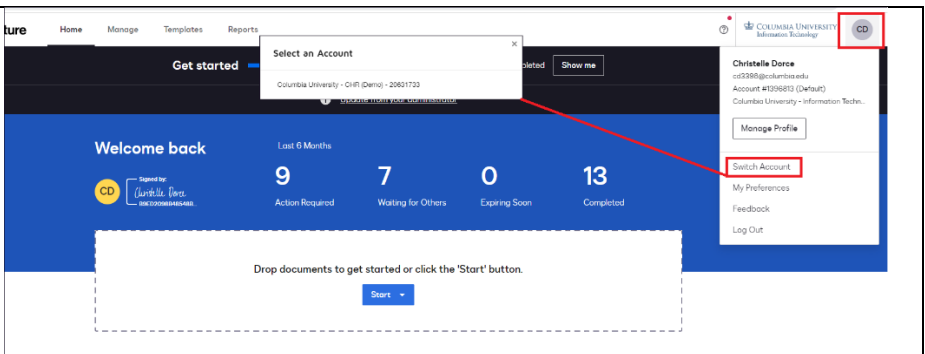 ture Home Manage Templates Reports
COLUMBIA UNIVERSITY
Information Technology
CD
Get started
pleted Show me
Select an Account
×
Columbia University - CHR (Demo) - 20631733
Update from your administrator
Christelle Dorce
cd3398@columbia.edu
Account #1396813 (Default)
Columbia University - Information Techn...
Manage Profile
Switch Account
My Preferences
Feedback
Log Out
Welcome back
Last 6 Months
CD
Signed by:
Christelle Dorce
9
Action Required
7
Waiting for Others
0
Expiring Soon
13
Completed
Drop documents to get started or click the 'Start' button.
Start